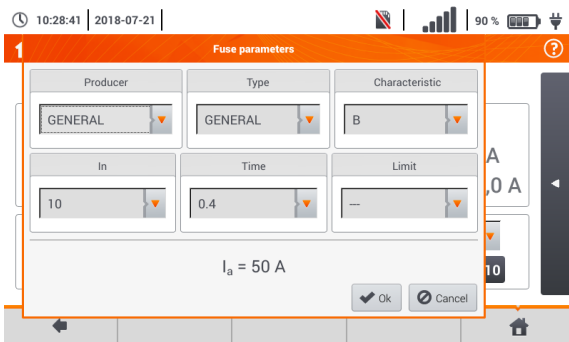 10:28:41 2018-07-21 90 %
1 Fuse parameters ?
Producer Type Characteristic
GENERAL GENERAL B
A
,0 A
In Time Limit
10 0.4 ---
10
Ia = 50 A
Ok Cancel